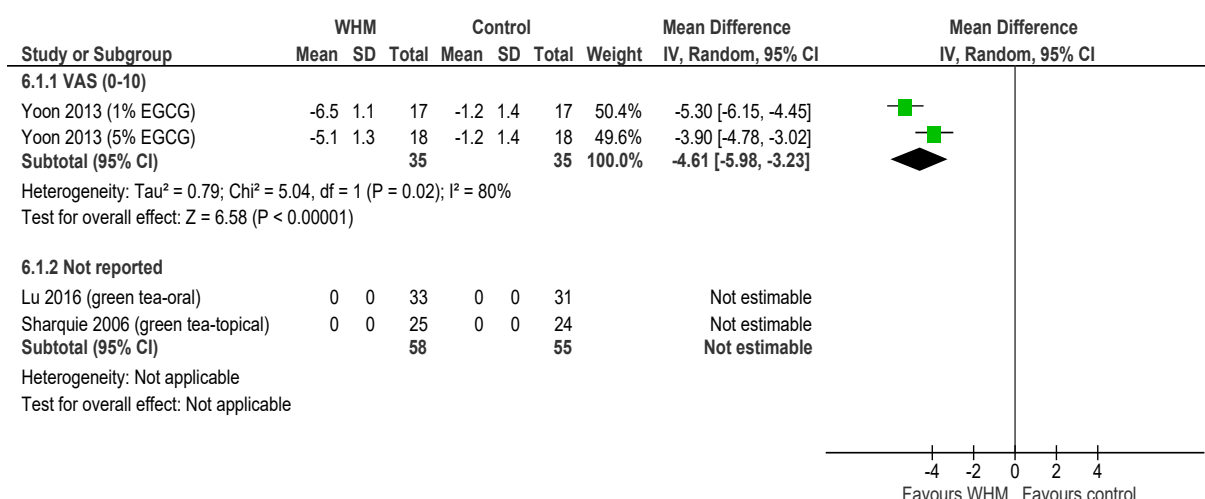 WHM Control Mean Difference Mean Difference
Study or Subgroup Mean SD Total Mean SD Total Weight IV, Random, 95% CI IV, Random, 95% CI
6.1.1 VAS (0-10)
Yoon 2013 (1% EGCG) -6.5 1.1 17 -1.2 1.4 17 50.4% -5.30 [-6.15, -4.45]
Yoon 2013 (5% EGCG) -5.1 1.3 18 -1.2 1.4 18 49.6% -3.90 [-4.78, -3.02]
Subtotal (95% CI) 35 35 100.0% -4.61 [-5.98, -3.23]
Heterogeneity: Tau² = 0.79; Chi² = 5.04, df = 1 (P = 0.02); I² = 80%
Test for overall effect: Z = 6.58 (P < 0.00001)
6.1.2 Not reported
Lu 2016 (green tea-oral) 0 0 33 0 0 31 Not estimable
Sharquie 2006 (green tea-topical) 0 0 25 0 0 24 Not estimable
Subtotal (95% CI) 58 55 Not estimable
Heterogeneity: Not applicable
Test for overall effect: Not applicable
-4 -2 0 2 4
Favours WHM Favours control